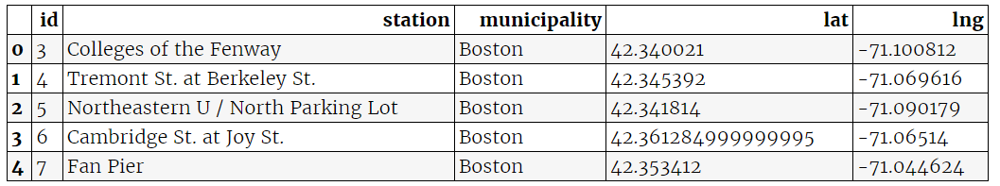 id station municipality lat lng
0 3 Colleges of the Fenway Boston 42.340021 -71.100812
1 4 Tremont St. at Berkeley St. Boston 42.345392 -71.069616
2 5 Northeastern U / North Parking Lot Boston 42.341814 -71.090179
3 6 Cambridge St. at Joy St. Boston 42.361284999999995 -71.06514
4 7 Fan Pier Boston 42.353412 -71.044624